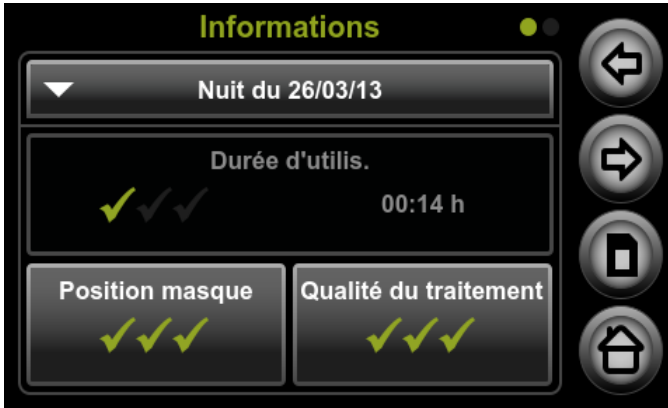 Informations
Nuit du 26/03/13
Durée d'utilis.
00:14 h
Position masque
Qualité du traitement